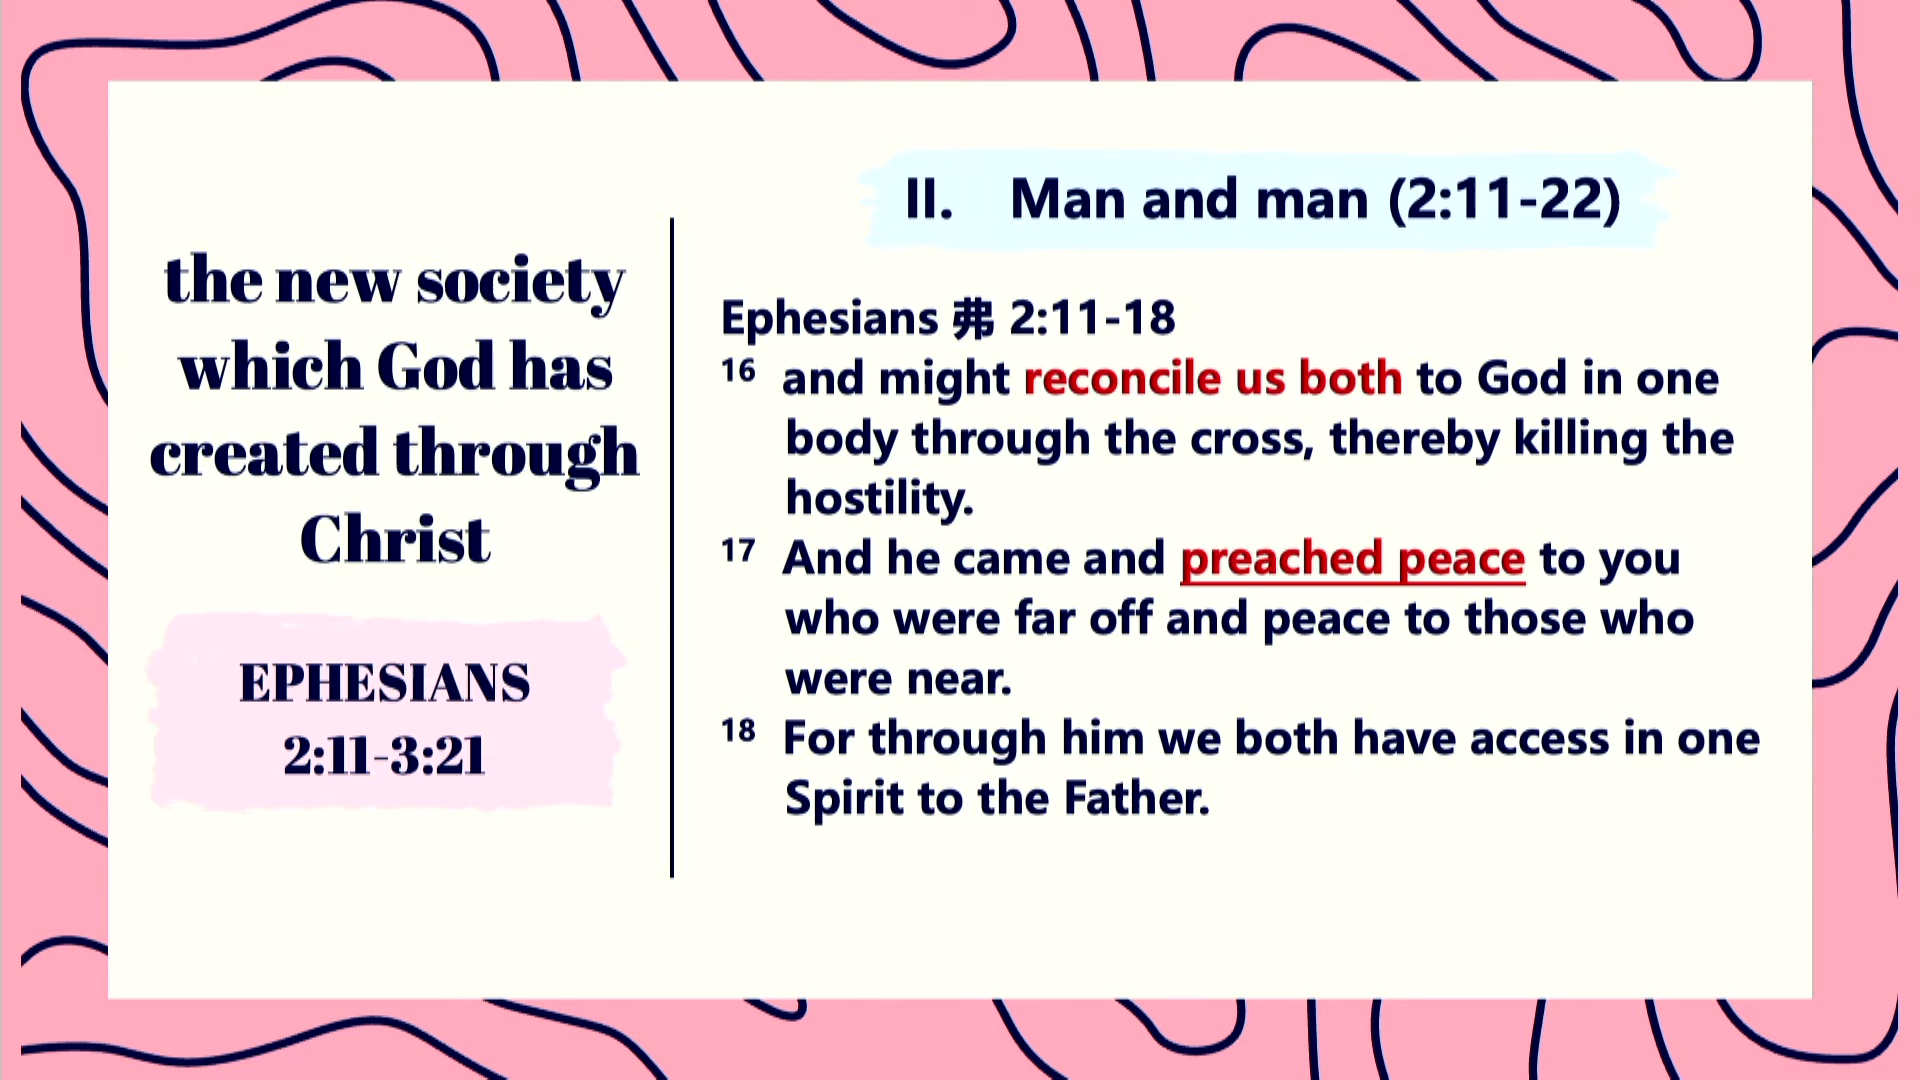 the new society
which God has
created through
Christ
EPHESIANS
2:11-3:21
II. Man and man (2:11-22)
Ephesians 弗 2:11-18
16 and might reconcile us both to God in one
body through the cross, thereby killing the
hostility.
17 And he came and preached peace to you
who were far off and peace to those who
were near.
18 For through him we both have access in one
Spirit to the Father.